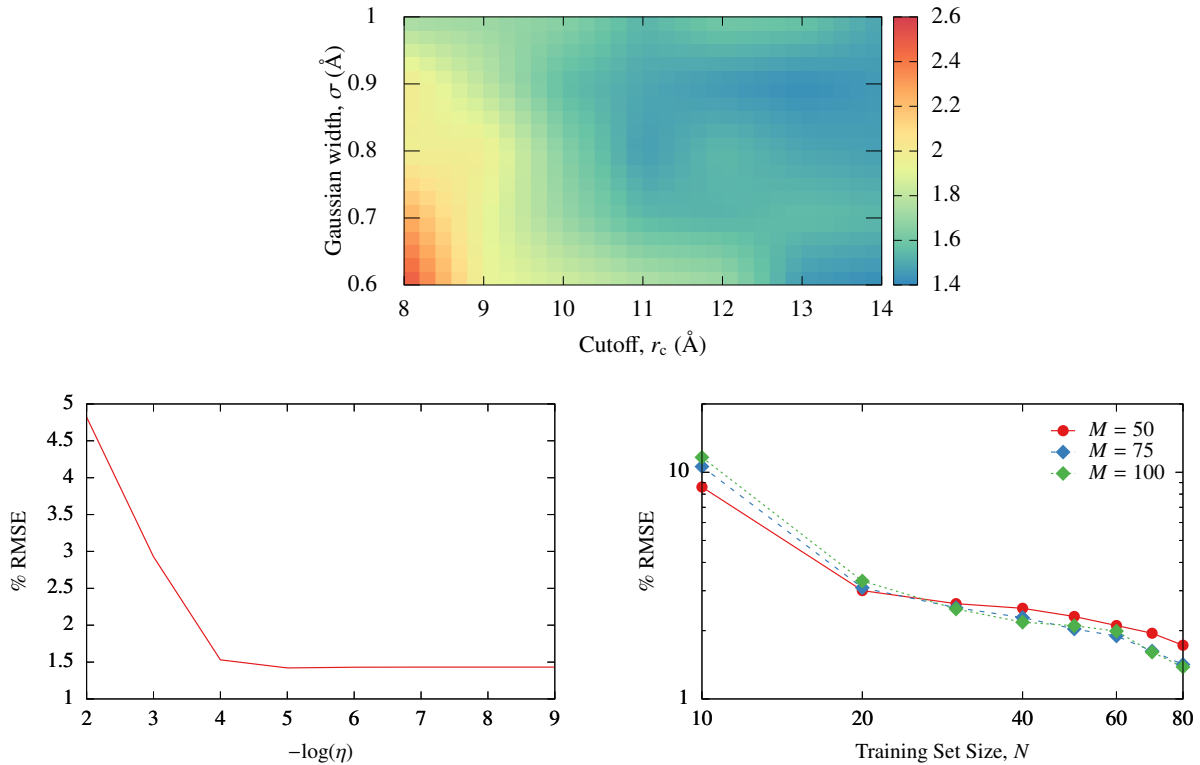 1
0.9
0.8
0.7
0.6
Gaussian width, σ (Å)
8 9 10 11 12 13 14
Cutoff, r_c (Å)
2.6
2.4
2.2
2
1.8
1.6
1.4
5
4.5
4
3.5
3
2.5
2
1.5
1
% RMSE
2 3 4 5 6 7 8 9
−log(η)
10
1
% RMSE
M = 50
M = 75
M = 100
10 20 40 60 80
Training Set Size, N